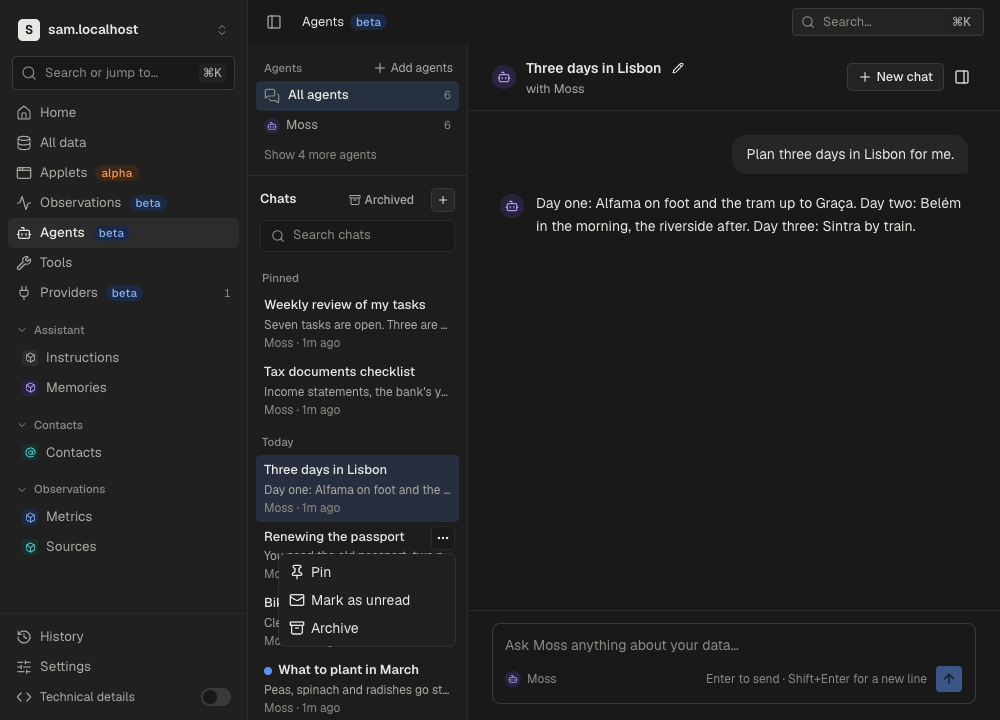 S sam.localhost
Search or jump to… ⌘K
Home
All data
Applets alpha
Observations beta
Agents beta
Tools
Providers beta 1
Assistant
Instructions
Memories
Contacts
Contacts
Observations
Metrics
Sources
History
Settings
Technical details
Agents beta
Search… ⌘K
Agents
Add agents
All agents 6
Moss 6
Show 4 more agents
Chats
Archived
Search chats
Pinned
Weekly review of my tasks
Seven tasks are open. Three are …
Moss · 1m ago
Tax documents checklist
Income statements, the bank's y…
Moss · 1m ago
Today
Three days in Lisbon
Day one: Alfama on foot and the …
Moss · 1m ago
Renewing the passport
Pin
Mark as unread
Archive
What to plant in March
Peas, spinach and radishes go st…
Moss · 1m ago
Three days in Lisbon
with Moss
New chat
Plan three days in Lisbon for me.
Day one: Alfama on foot and the tram up to Graça. Day two: Belém
in the morning, the riverside after. Day three: Sintra by train.
Ask Moss anything about your data…
Moss
Enter to send · Shift+Enter for a new line